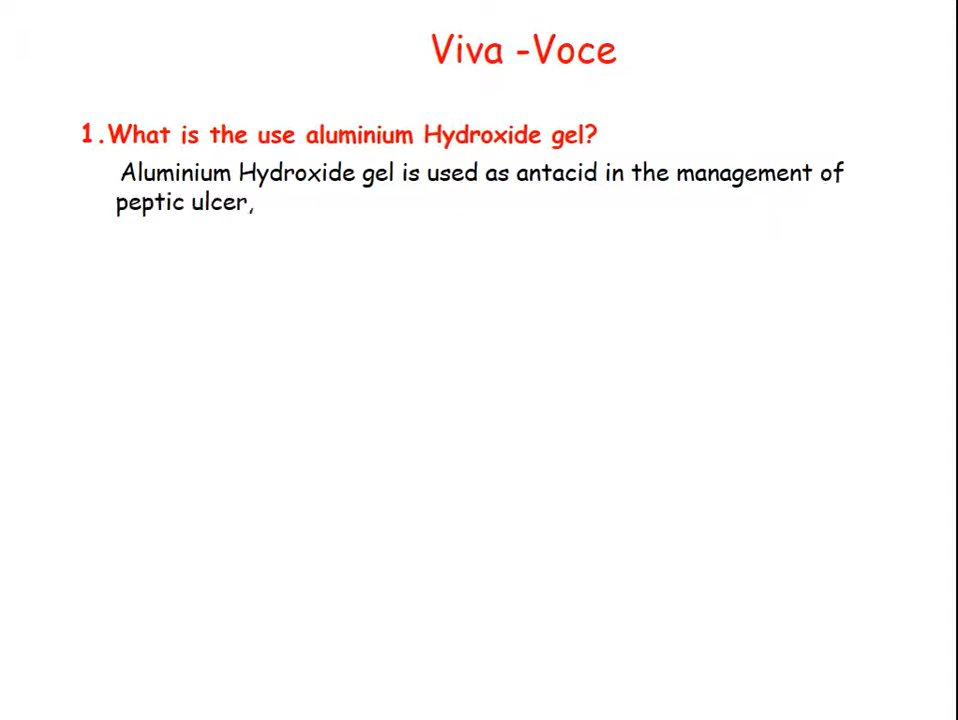 Viva -Voce
1.What is the use aluminium Hydroxide gel?
Aluminium Hydroxide gel is used as antacid in the management of
peptic ulcer,